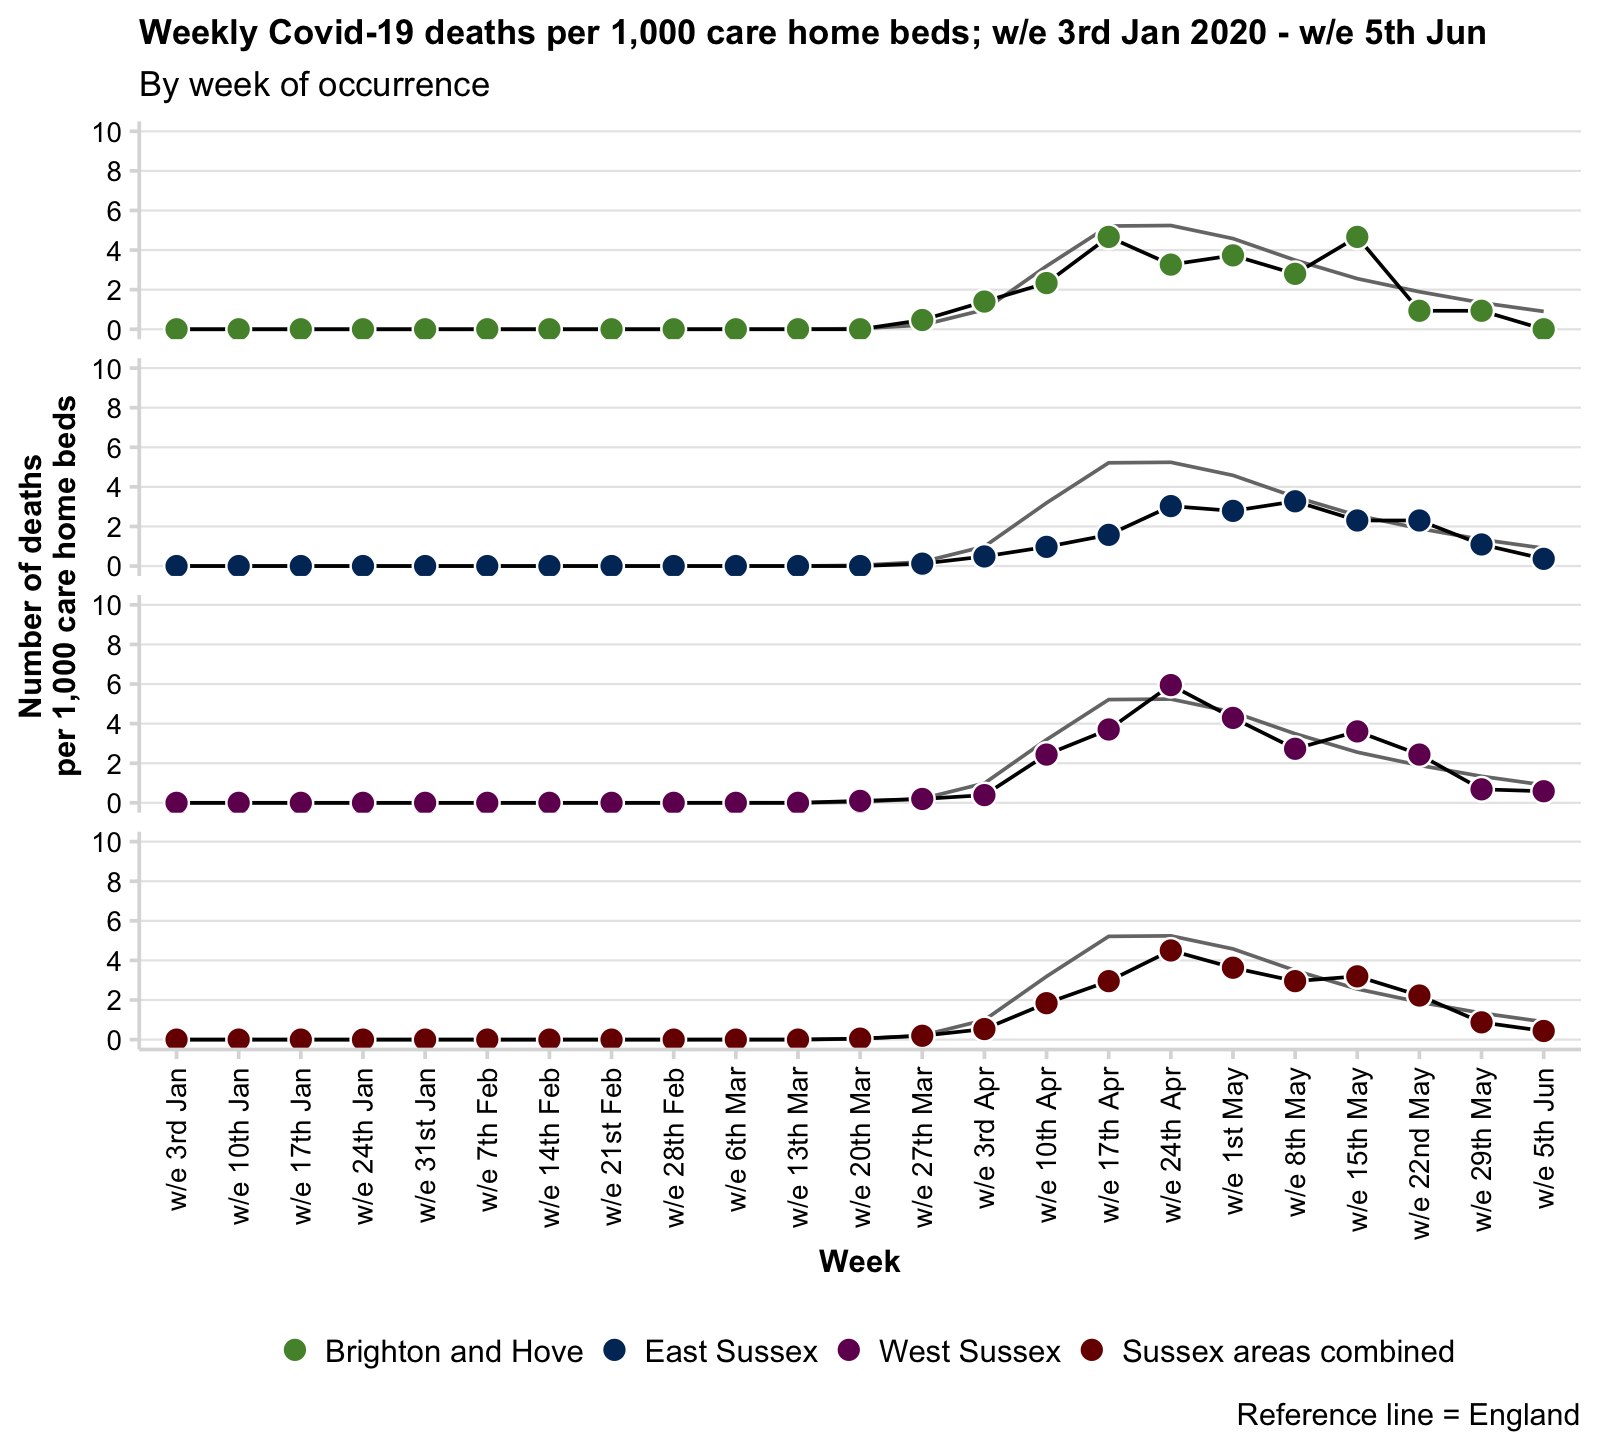 Weekly Covid-19 deaths per 1,000 care home beds; w/e 3rd Jan 2020 - w/e 5th Jun
By week of occurrence
Number of deaths
per 1,000 care home beds
10
8
6
4
2
0
10
8
6
4
2
0
10
8
6
4
2
0
10
8
6
4
2
0
w/e 3rd Jan
w/e 10th Jan
w/e 17th Jan
w/e 24th Jan
w/e 31st Jan
w/e 7th Feb
w/e 14th Feb
w/e 21st Feb
w/e 28th Feb
w/e 6th Mar
w/e 13th Mar
w/e 20th Mar
w/e 27th Mar
w/e 3rd Apr
w/e 10th Apr
w/e 17th Apr
w/e 24th Apr
w/e 1st May
w/e 8th May
w/e 15th May
w/e 22nd May
w/e 29th May
w/e 5th Jun
Week
Brighton and Hove East Sussex West Sussex Sussex areas combined
Reference line = England